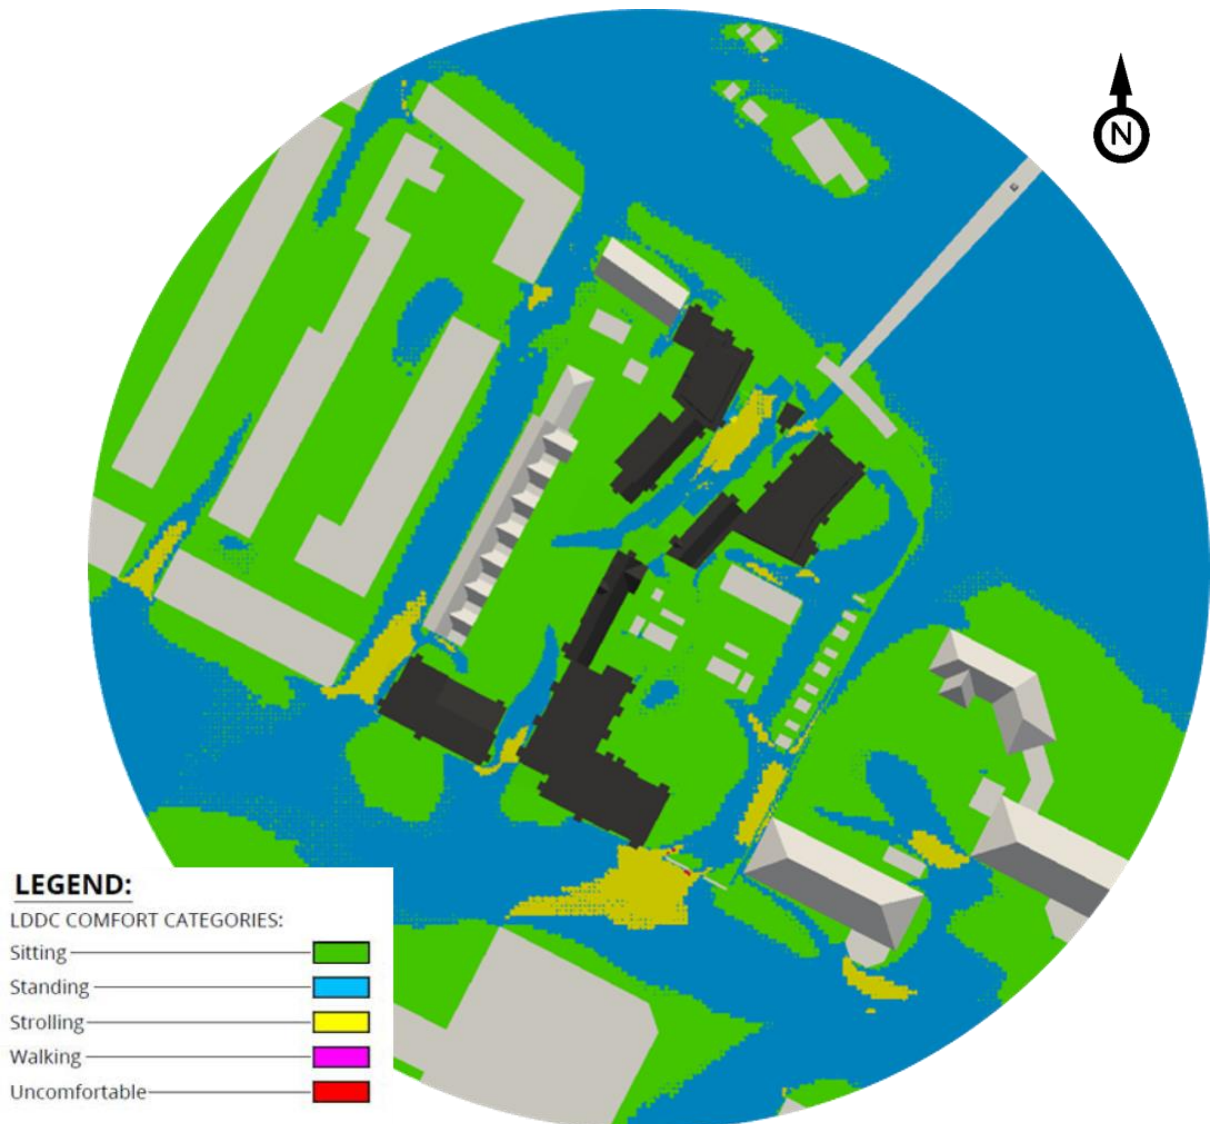 N
LEGEND:
LDDC COMFORT CATEGORIES:
Sitting
Standing
Strolling
Walking
Uncomfortable